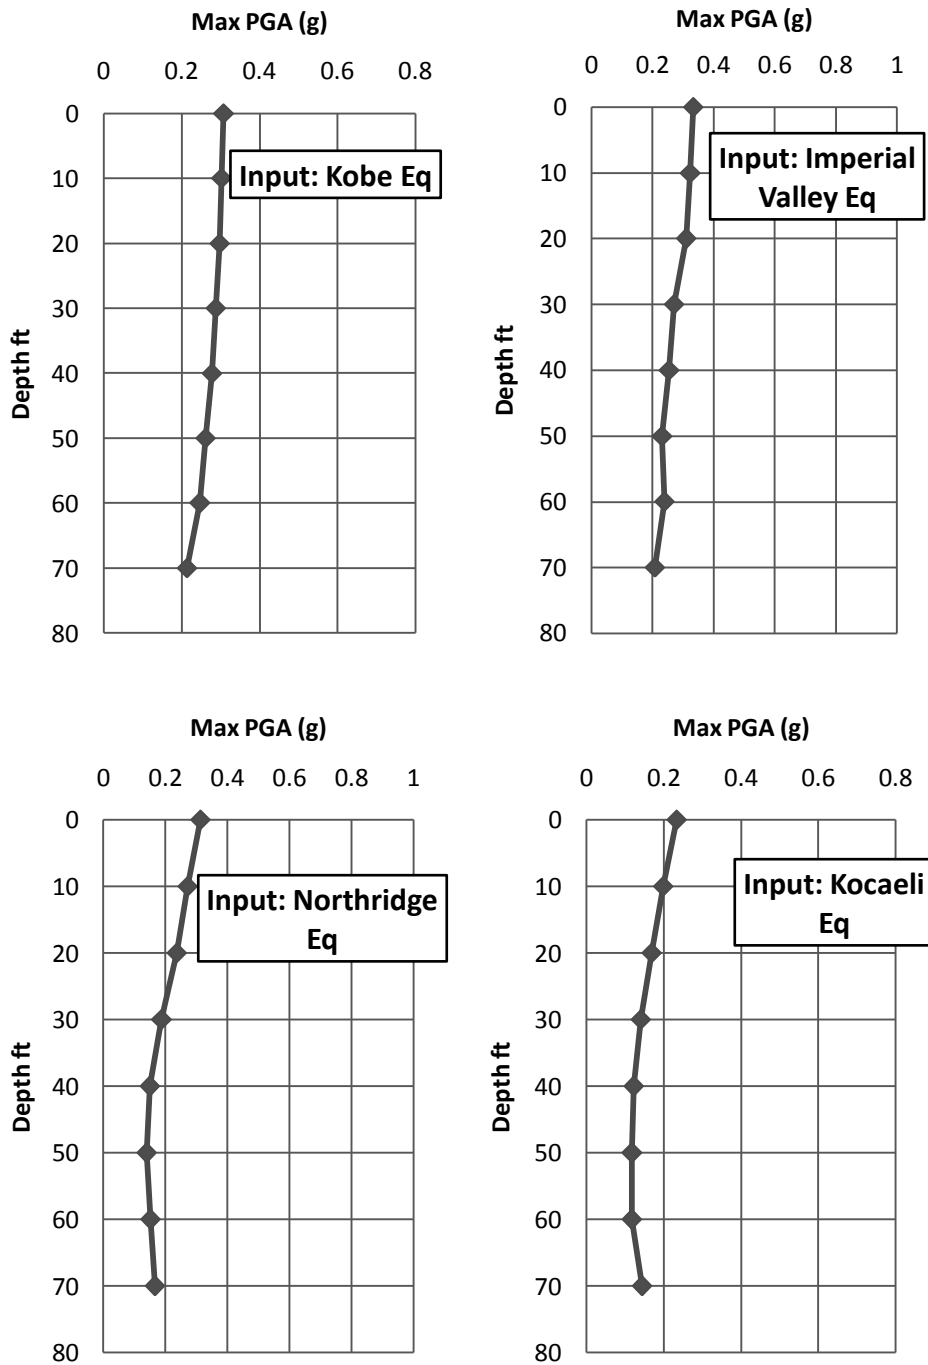 Max PGA (g)
0 0.2 0.4 0.6 0.8
0
10
20
30
40
50
60
70
80
Depth ft
Input: Kobe Eq
Max PGA (g)
0 0.2 0.4 0.6 0.8 1
0
10
20
30
40
50
60
70
80
Depth ft
Input: Imperial
Valley Eq
Max PGA (g)
0 0.2 0.4 0.6 0.8 1
0
10
20
30
40
50
60
70
80
Depth ft
Input: Northridge
Eq
Max PGA (g)
0 0.2 0.4 0.6 0.8
0
10
20
30
40
50
60
70
80
Depth ft
Input: Kocaeli
Eq